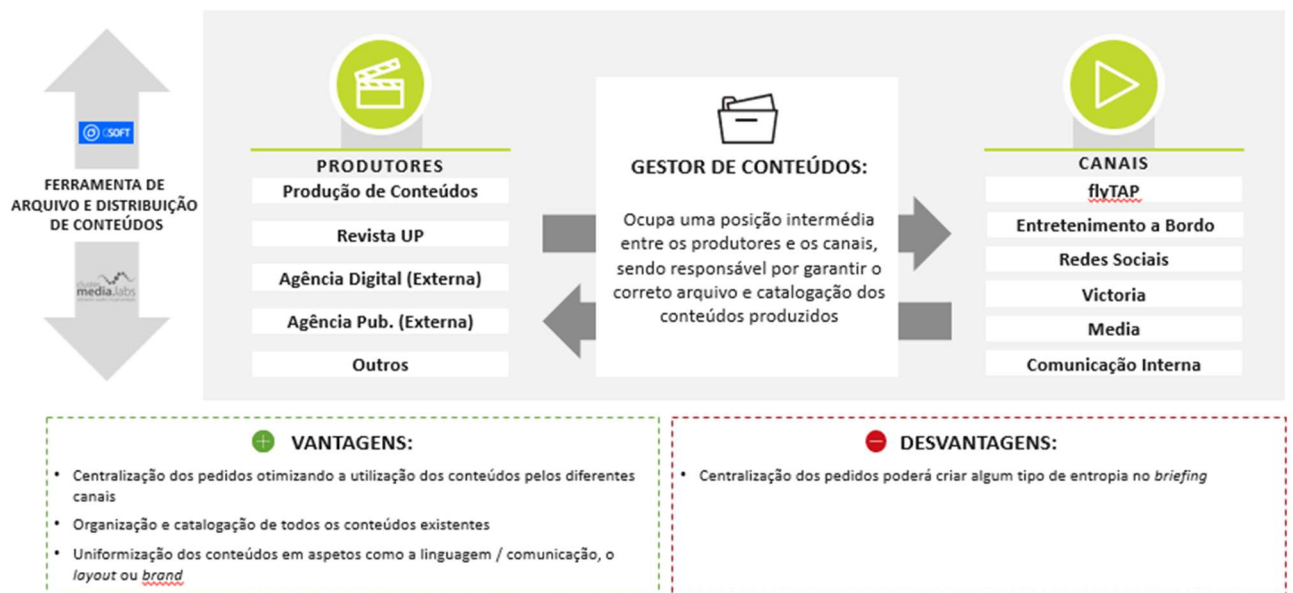 GSOFT
FERRAMENTA DE
ARQUIVO E DISTRIBUIÇÃO
DE CONTEÚDOS
cluster
media.labs
PRODUTORES
Produção de Conteúdos
Revista UP
Agência Digital (Externa)
Agência Pub. (Externa)
Outros
GESTOR DE CONTEÚDOS:
Ocupa uma posição intermédia
entre os produtores e os canais,
sendo responsável por garantir o
correto arquivo e catalogação dos
conteúdos produzidos
CANAIS
flyTAP
Entretenimento a Bordo
Redes Sociais
Victoria
Media
Comunicação Interna
VANTAGENS:
• Centralização dos pedidos otimizando a utilização dos conteúdos pelos diferentes
canais
• Organização e catalogação de todos os conteúdos existentes
• Uniformização dos conteúdos em aspetos como a linguagem / comunicação, o
layout ou brand
DESVANTAGENS:
• Centralização dos pedidos poderá criar algum tipo de entropia no briefing